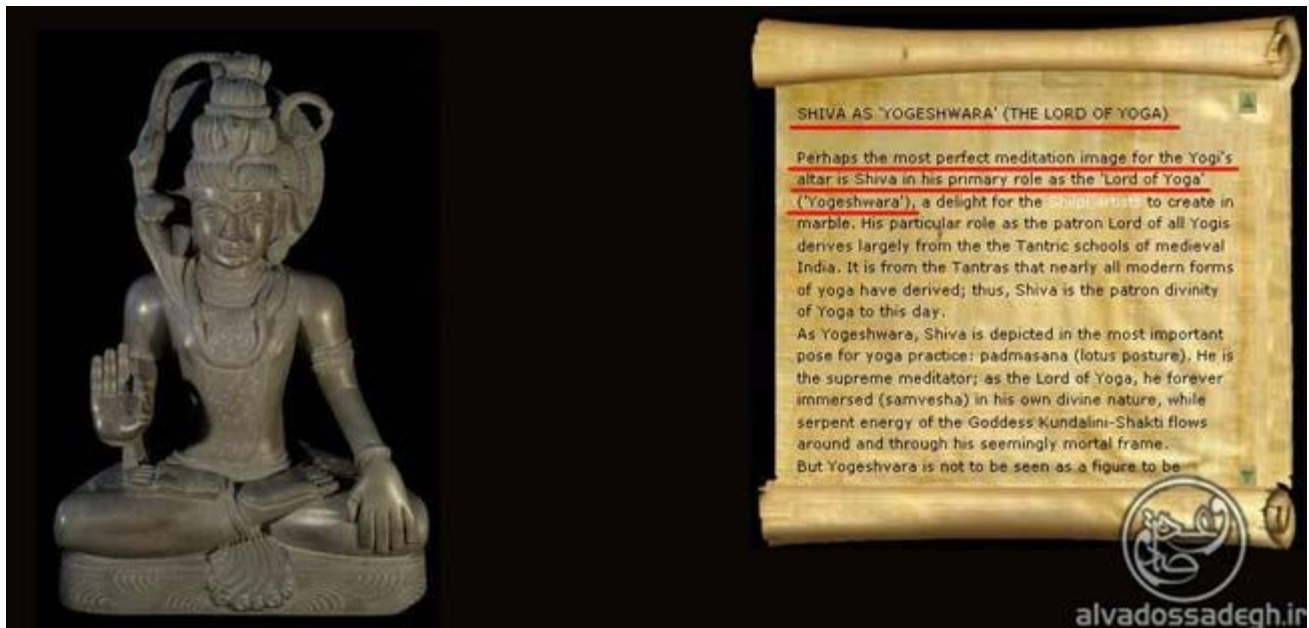 SHIVA AS 'YOGESHWARA' (THE LORD OF YOGA)
Perhaps the most perfect meditation image for the Yogi's
altar is Shiva in his primary role as the 'Lord of Yoga'
('Yogeshwara'), a delight for the Shilpi artists to create in
marble. His particular role as the patron Lord of all Yogis
derives largely from the the Tantric schools of medieval
India. It is from the Tantras that nearly all modern forms
of yoga have derived; thus, Shiva is the patron divinity
of Yoga to this day.
As Yogeshwara, Shiva is depicted in the most important
pose for yoga practice: padmasana (lotus posture). He is
the supreme meditator; as the Lord of Yoga, he forever
immersed (samvesha) in his own divine nature, while
serpent energy of the Goddess Kundalini-Shakti flows
around and through his seemingly mortal frame.
But Yogeshvara is not to be seen as a figure to be
alvadossadegh.ir